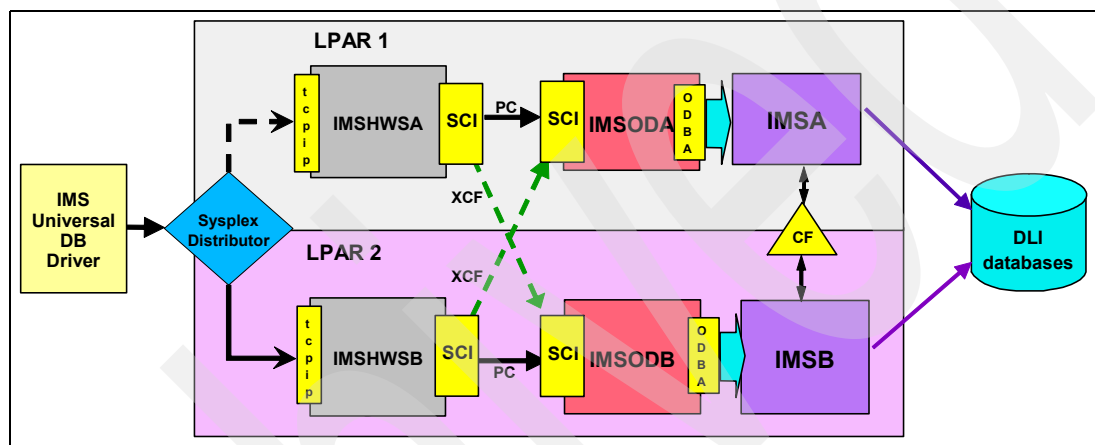 LPAR 1
tcpip
IMSHWSA
SCI
PC
SCI
IMSODA
ODBA
IMSA
XCF
IMS
Universal
DB
Driver
Sysplex
Distributor
CF
DLI
databases
LPAR 2
XCF
tcpip
IMSHWSB
SCI
PC
SCI
IMSODB
ODBA
IMSB